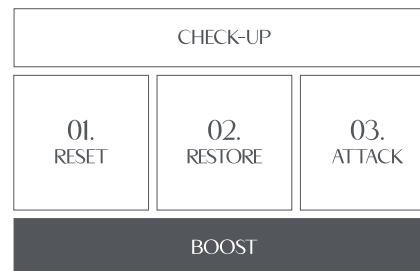 CHECK-UP
01.
RESET
02.
RESTORE
03.
ATTACK
BOOST